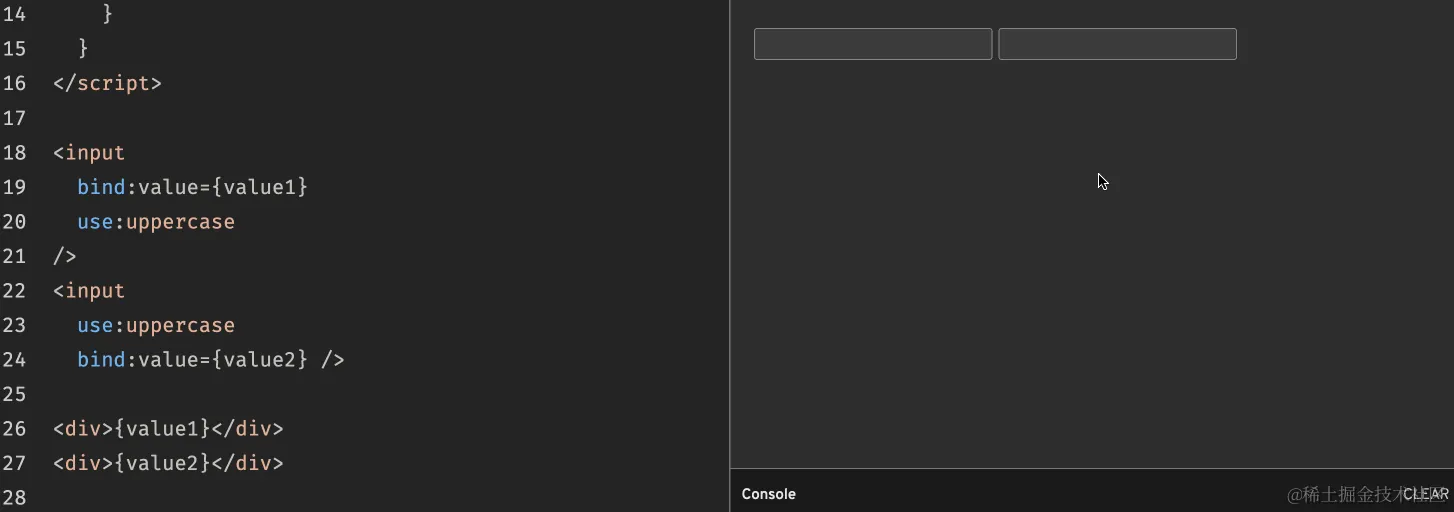 14 }
15 }
16 </script>
17
18 <input
19 bind:value={value1}
20 use:uppercase
21 />
22 <input
23 use:uppercase
24 bind:value={value2} />
25
26 <div>{value1}</div>
27 <div>{value2}</div>
28
Console
CLEAR
@稀土掘金技术社区